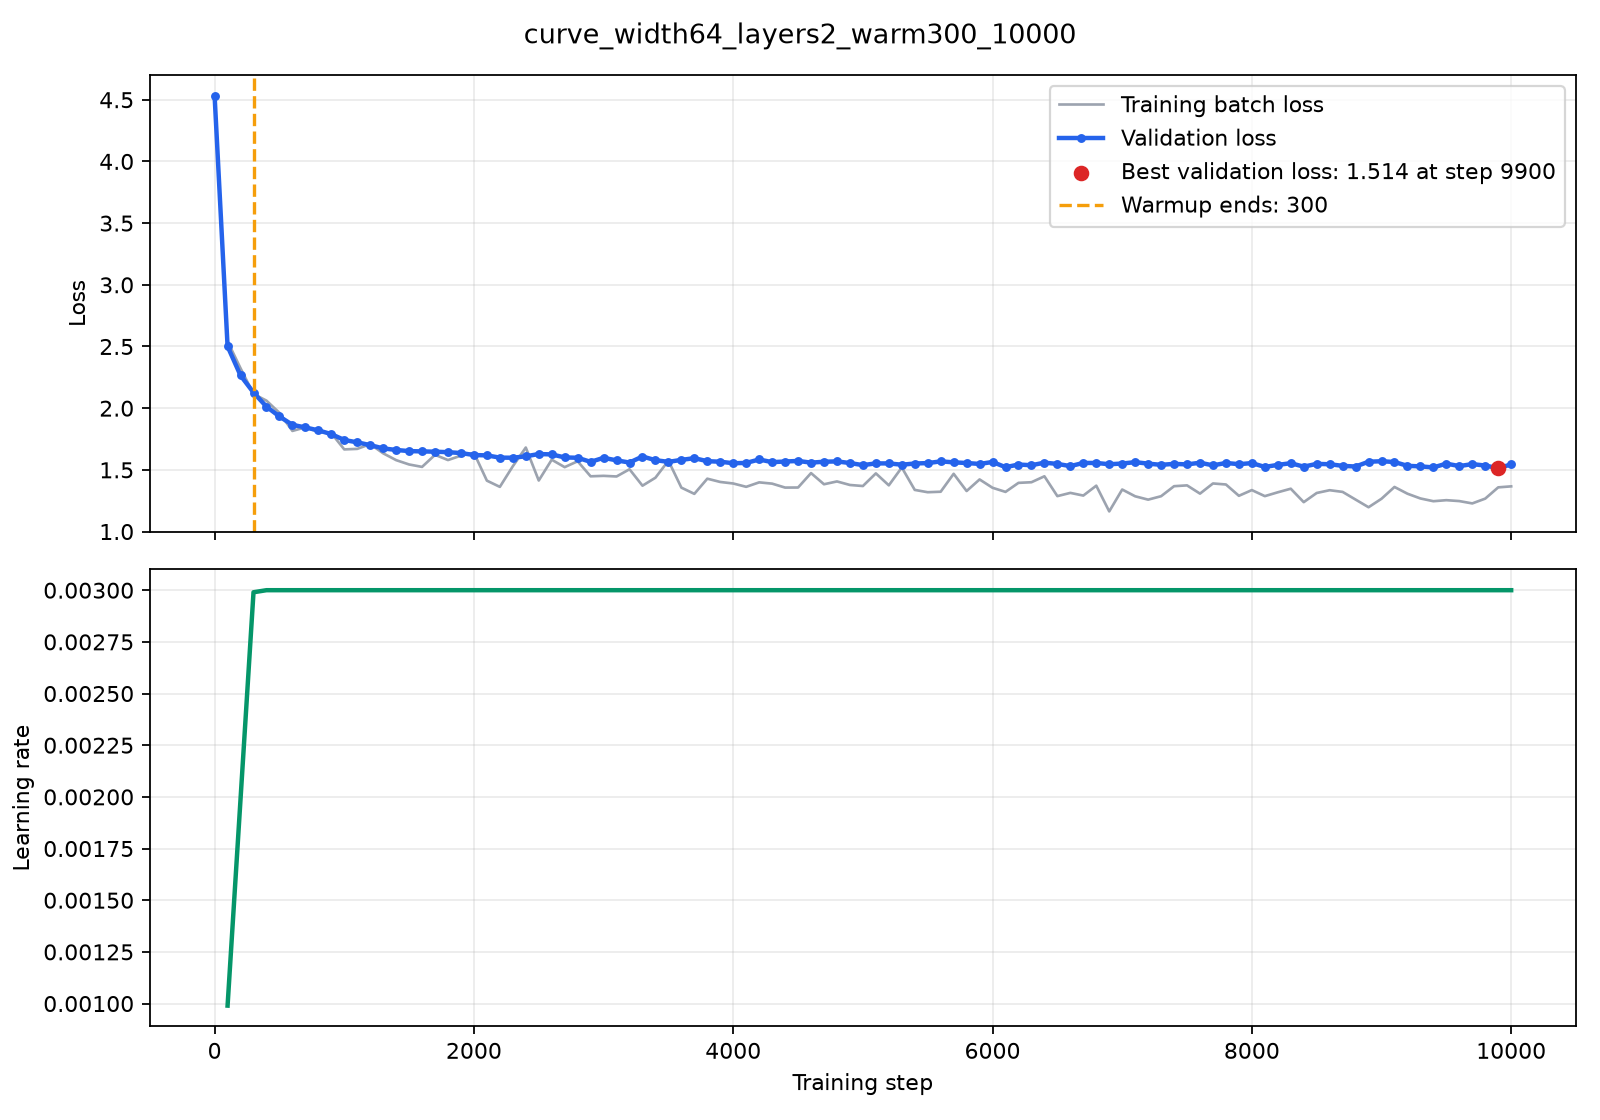 curve_width64_layers2_warm300_10000
Training batch loss
Validation loss
Best validation loss: 1.514 at step 9900
Warmup ends: 300
Loss
4.5
4.0
3.5
3.0
2.5
2.0
1.5
1.0
Learning rate
0.00300
0.00275
0.00250
0.00225
0.00200
0.00175
0.00150
0.00125
0.00100
0 2000 4000 6000 8000 10000
Training step